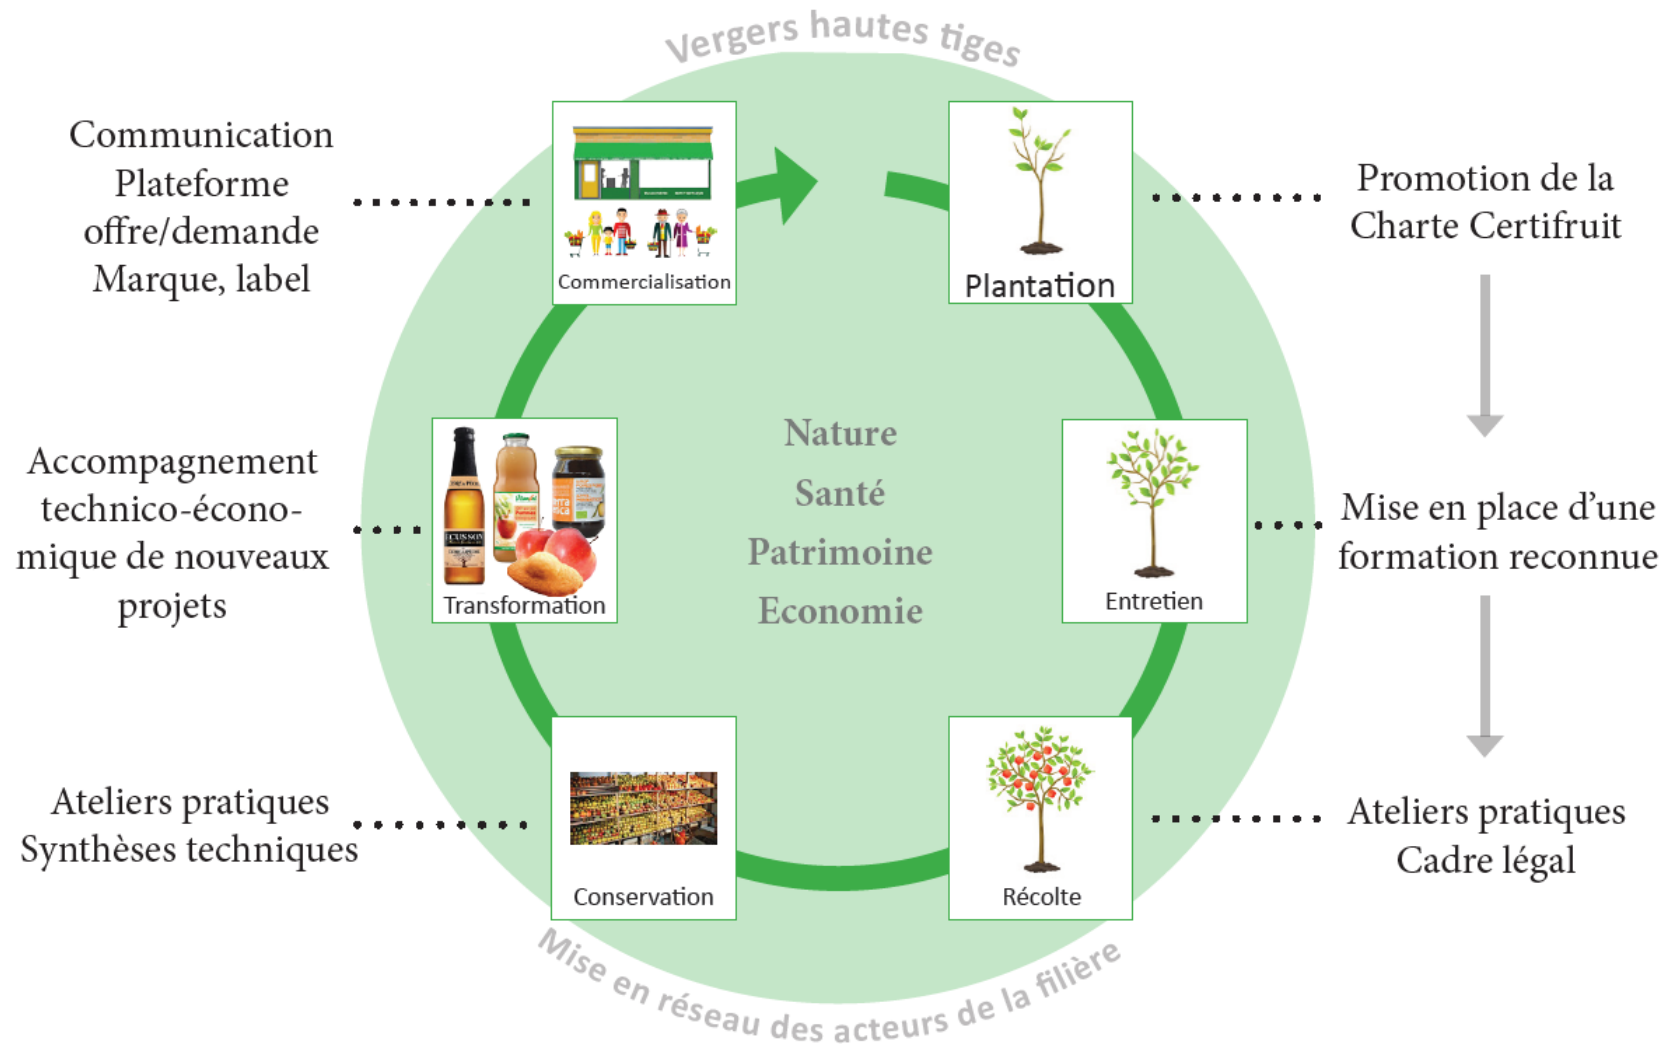 Vergers hautes tiges
Communication
Plateforme
offre/demande
Marque, label
Commercialisation
Plantation
Promotion de la
Charte Certifruit
Accompagnement
technico-écono-
mique de nouveaux
projets
Transformation
Nature
Santé
Patrimoine
Economie
Entretien
Mise en place d’une
formation reconnue
Ateliers pratiques
Synthèses techniques
Conservation
Récolte
Ateliers pratiques
Cadre légal
Mise en réseau des acteurs de la filière